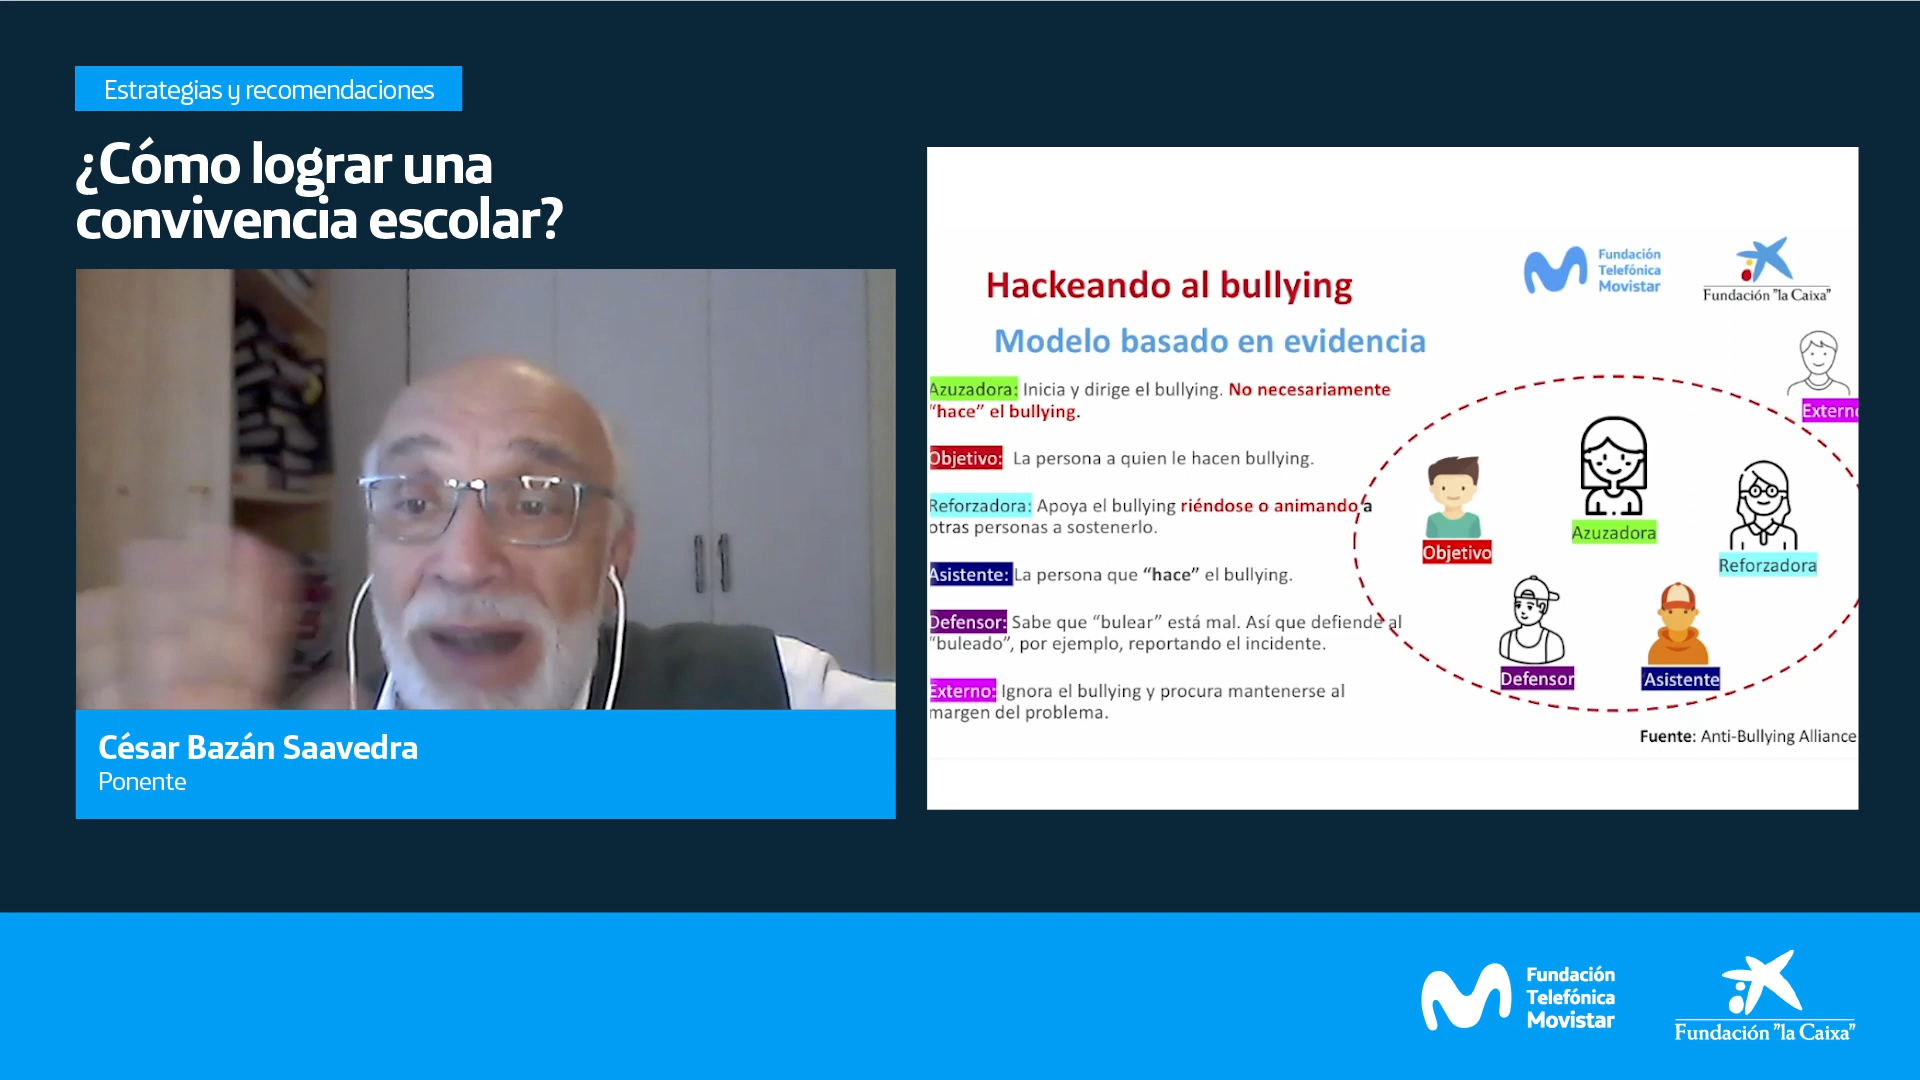 Estrategias y recomendaciones
¿Cómo lograr una
convivencia escolar?
César Bazán Saavedra
Ponente
Hackeando al bullying
Modelo basado en evidencia
Fundación
Telefónica
Movistar
Fundación "la Caixa"
Azuzadora: Inicia y dirige el bullying. No necesariamente
"hace" el bullying.
Objetivo: La persona a quien le hacen bullying.
Reforzadora: Apoya el bullying riéndose o animando a
otras personas a sostenerlo.
Asistente: La persona que "hace" el bullying.
Defensor: Sabe que "bulear" está mal. Así que defiende al
"buleado", por ejemplo, reportando el incidente.
Externo: Ignora el bullying y procura mantenerse al
margen del problema.
Externo
Azuzadora
Objetivo
Reforzadora
Defensor
Asistente
Fuente: Anti-Bullying Alliance
Fundación
Telefónica
Movistar
Fundación "la Caixa"